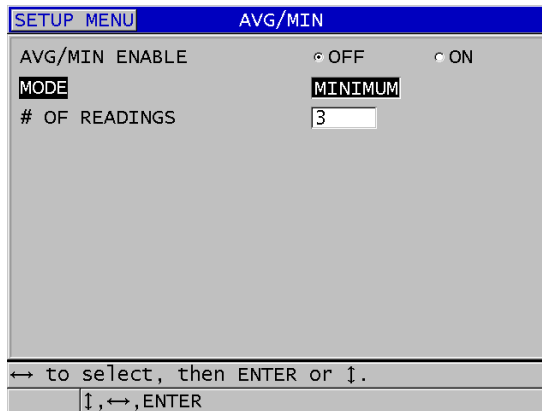 SETUP MENU AVG/MIN
AVG/MIN ENABLE OFF ON
MODE MINIMUM
# OF READINGS 3
↔ to select, then ENTER or ↕.
↕,↔,ENTER